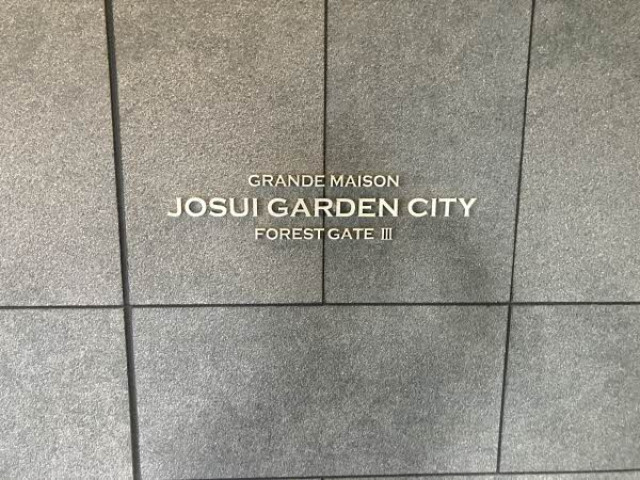 GRANDE MAISON
JOSUI GARDEN CITY
FOREST GATE Ⅲ